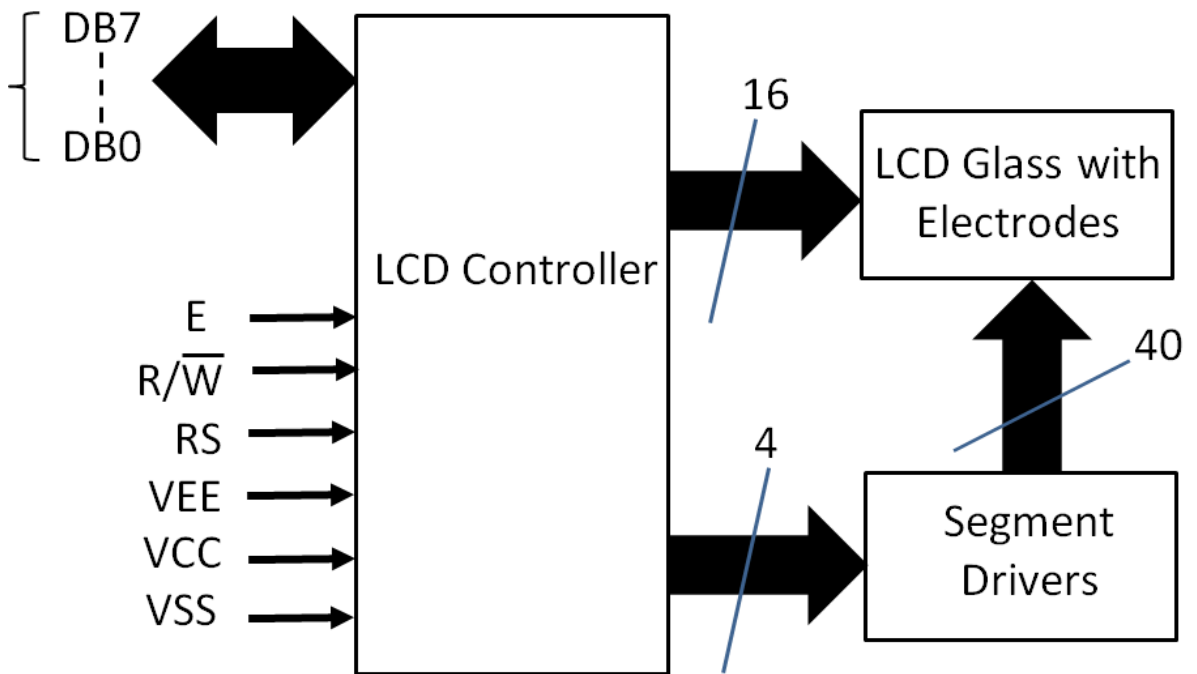 DB7
DB0
E
R/W̅
RS
VEE
VCC
VSS
LCD Controller
16
4
LCD Glass with
Electrodes
40
Segment
Drivers